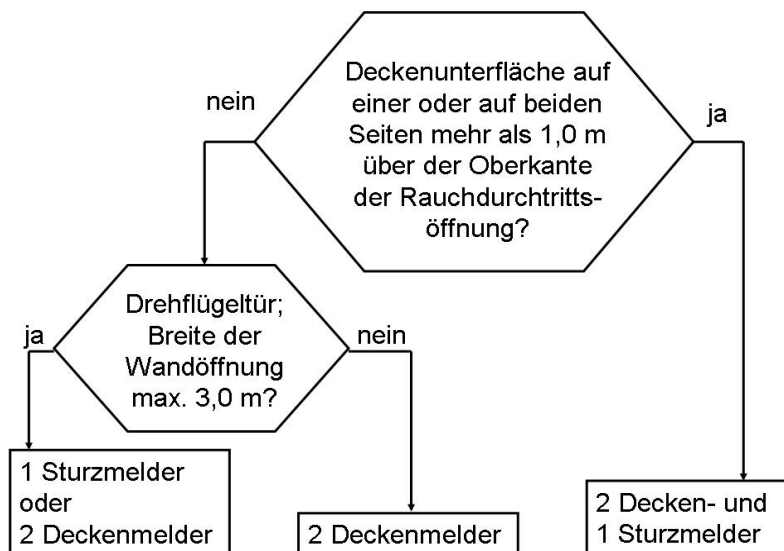 Deckenunterfläche auf
einer oder auf beiden
Seiten mehr als 1,0 m
über der Oberkante
der Rauchdurchtritts-
öffnung?
nein
ja
Drehflügeltür;
Breite der
Wandöffnung
max. 3,0 m?
ja
nein
1 Sturzmelder
oder
2 Deckenmelder
2 Deckenmelder
2 Decken- und
1 Sturzmelder